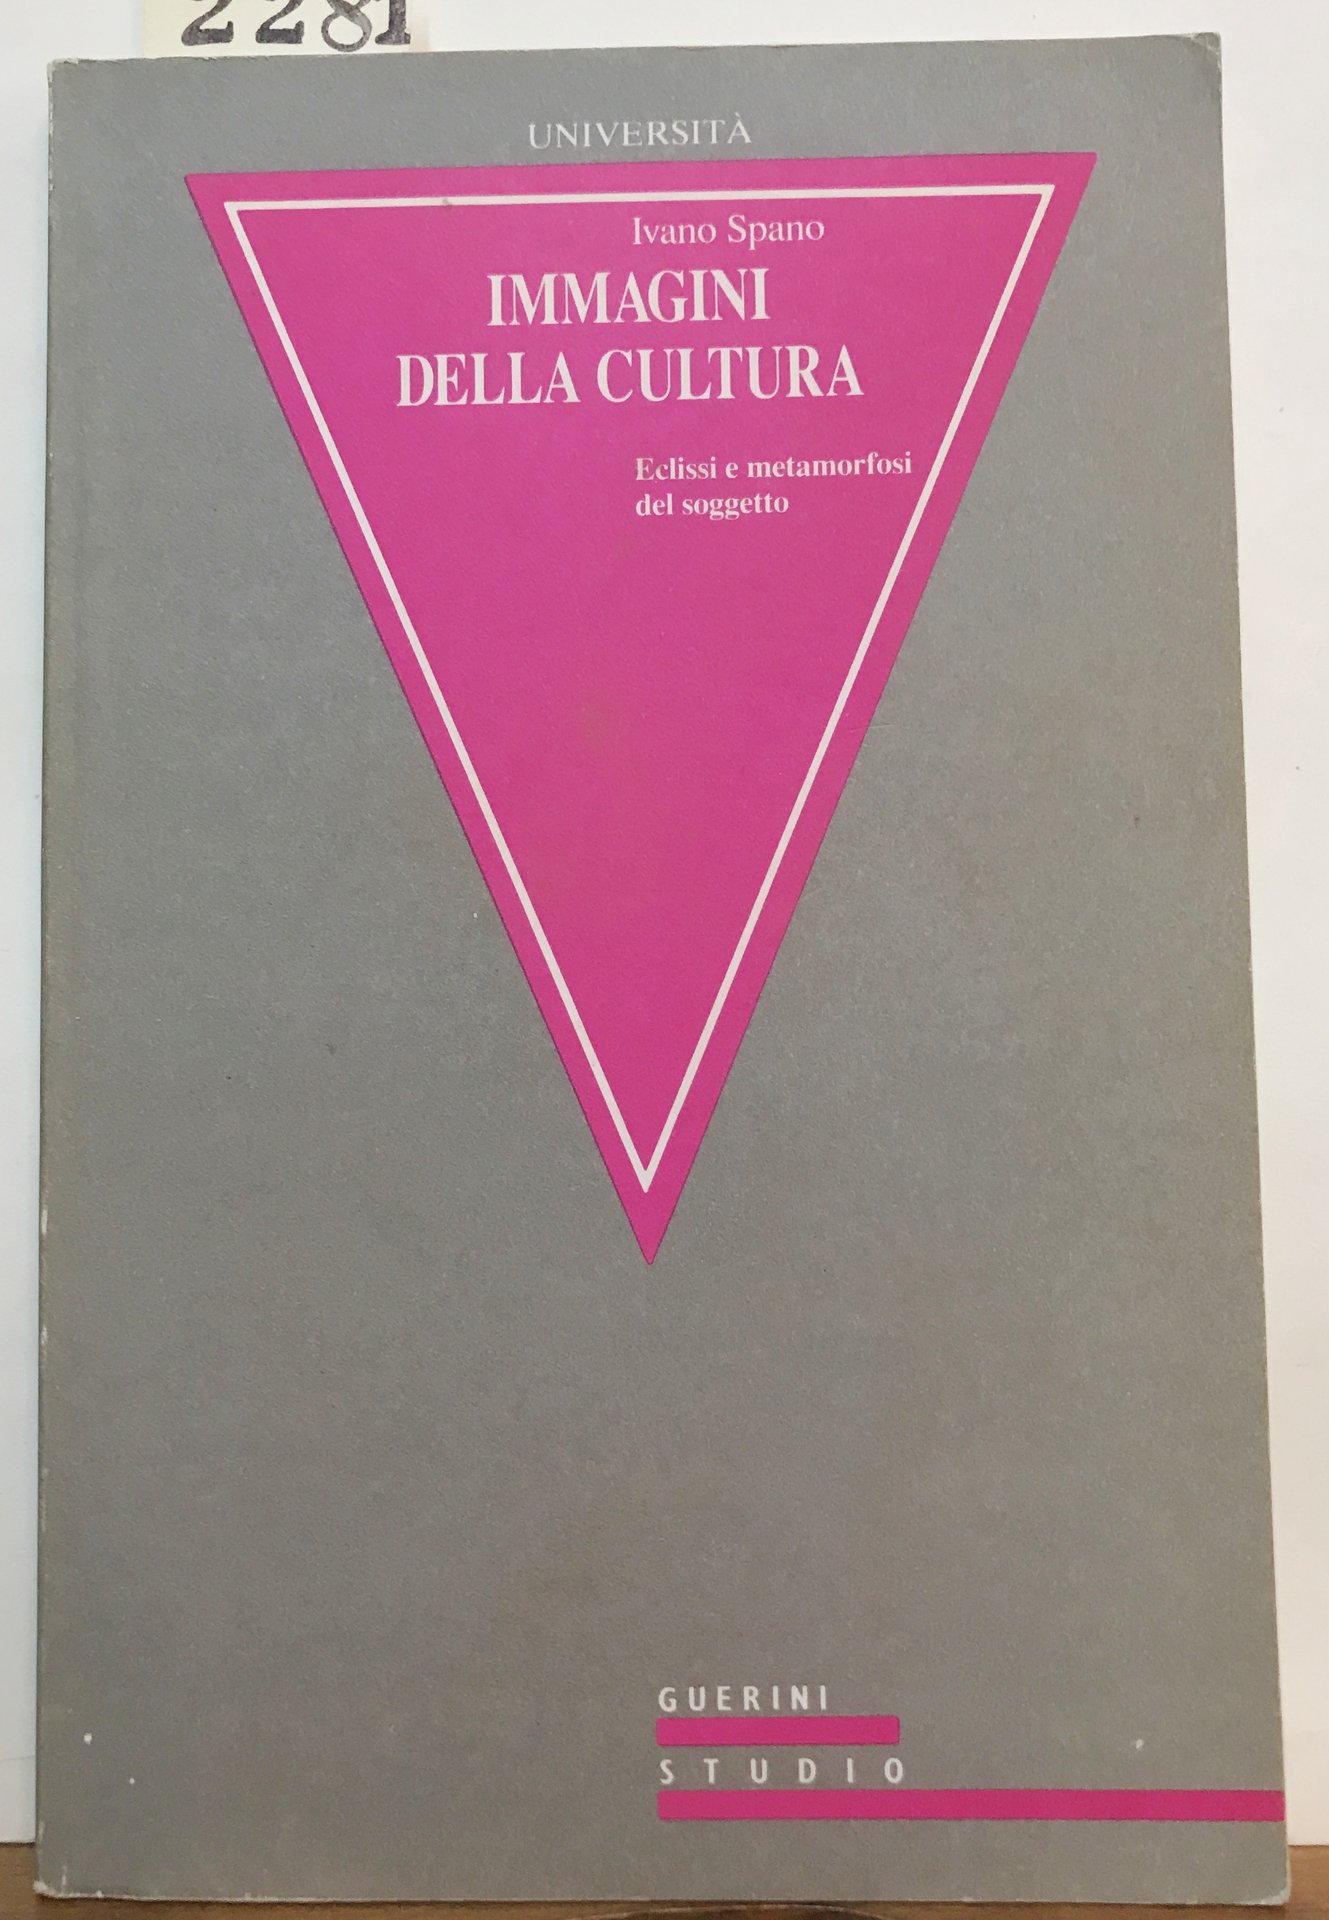 2281
UNIVERSITÀ
Ivano Spano
IMMAGINI
DELLA CULTURA
Eclissi e metamorfosi
del soggetto
GUERINI
STUDIO